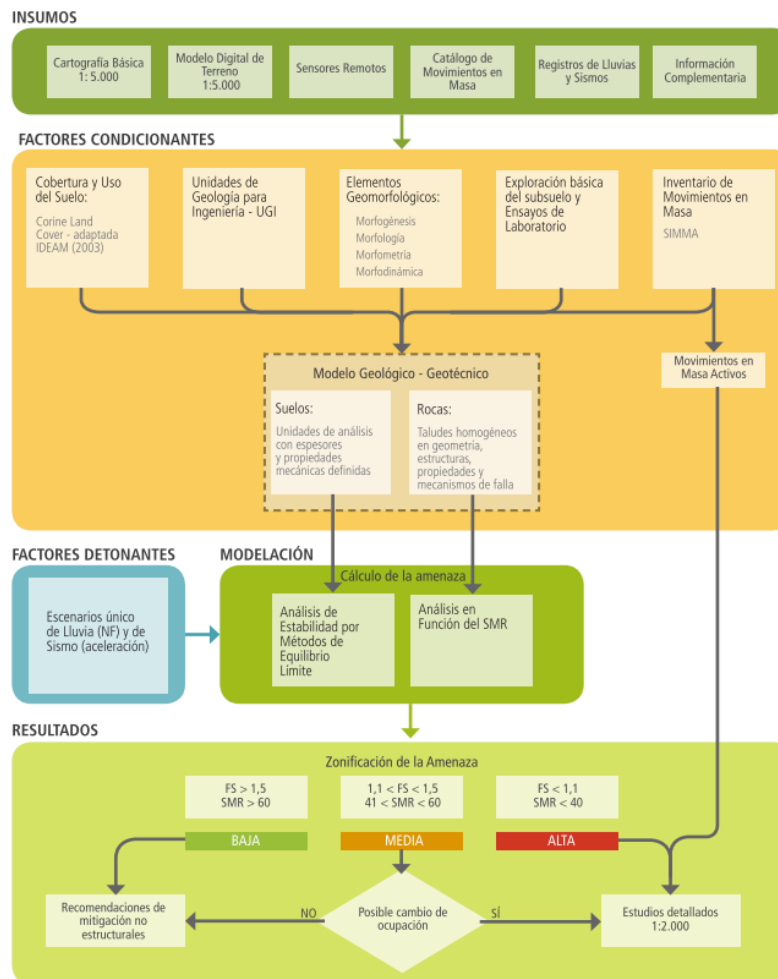 INSUMOS
Cartografía Básica
1: 5.000
Modelo Digital de
Terreno
1:5.000
Sensores Remotos
Catálogo de
Movimientos en
Masa
Registros de Lluvias
y Sismos
Información
Complementaria
FACTORES CONDICIONANTES
Cobertura y Uso
del Suelo:
Corine Land
Cover - adaptada
IDEAM (2003)
Unidades de
Geología para
Ingeniería - UGI
Elementos
Geomorfológicos:
Morfogénesis
Morfología
Morfometría
Morfodinámica
Exploración básica
del subsuelo y
Ensayos de
Laboratorio
Inventario de
Movimientos en
Masa
SIMMA
Movimientos en
Masa Activos
Modelo Geológico - Geotécnico
Suelos:
Unidades de análisis
con espesores
y propiedades
mecánicas definidas
Rocas:
Taludes homogéneos
en geometría,
estructuras,
propiedades y
mecanismos de falla
FACTORES DETONANTES
Escenarios único
de Lluvia (NF) y de
Sismo (aceleración)
MODELACIÓN
Cálculo de la amenaza
Análisis de
Estabilidad por
Métodos de
Equilibrio
Límite
Análisis en
Función del SMR
RESULTADOS
Zonificación de la Amenaza
FS > 1,5
SMR > 60
1,1 < FS < 1,5
41 < SMR < 60
FS < 1,1
SMR < 40
BAJA
MEDIA
ALTA
Recomendaciones de
mitigación no
estructurales
NO
Posible cambio de
ocupación
SÍ
Estudios detallados
1:2.000